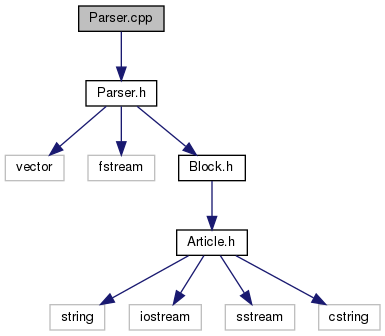 Parser.cpp
Parser.h
vector
fstream
Block.h
Article.h
string
iostream
sstream
cstring